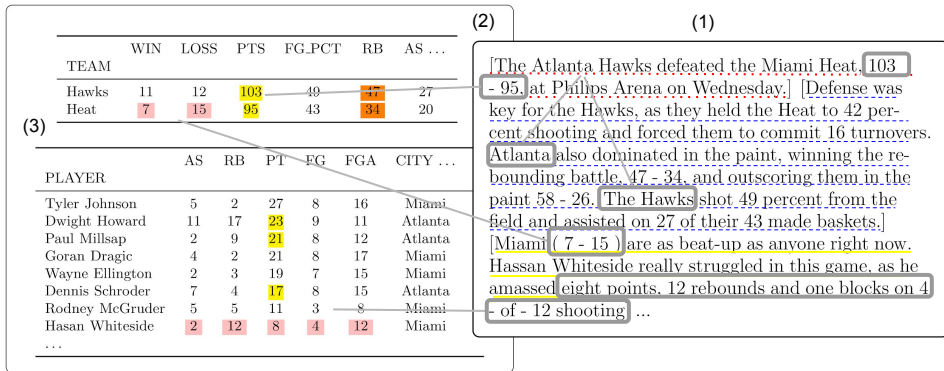 (2)
(1)
WIN LOSS PTS FG_PCT RB AS ...
TEAM
Hawks 11 12 103 49 47 27
Heat 7 15 95 43 34 20
(3)
AS RB PT FG FGA CITY ...
PLAYER
Tyler Johnson 5 2 27 8 16 Miami
Dwight Howard 11 17 23 9 11 Atlanta
Paul Millsap 2 9 21 8 12 Atlanta
Goran Dragic 4 2 21 8 17 Miami
Wayne Ellington 2 3 19 7 15 Miami
Dennis Schroder 7 4 17 8 15 Atlanta
Rodney McGruder 5 5 11 3 8 Miami
Hasan Whiteside 2 12 8 4 12 Miami
...
[The Atlanta Hawks defeated the Miami Heat, 103
- 95, at Philips Arena on Wednesday.] [Defense was
key for the Hawks, as they held the Heat to 42 per-
cent shooting and forced them to commit 16 turnovers.
Atlanta also dominated in the paint, winning the re-
bounding battle, 47 - 34, and outscoring them in the
paint 58 - 26. The Hawks shot 49 percent from the
field and assisted on 27 of their 43 made baskets.]
[Miami ( 7 - 15 ) are as beat-up as anyone right now.
Hassan Whiteside really struggled in this game, as he
amassed eight points, 12 rebounds and one blocks on 4
- of - 12 shooting ...